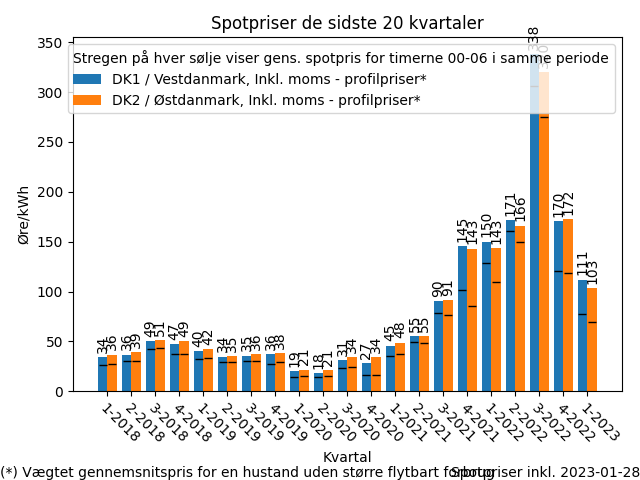 Spotpriser de sidste 20 kvartaler
Stregen på hver sølje viser gens. spotpris for timerne 00-06 i samme periode
DK1 / Vestdanmark, Inkl. moms - profilpriser*
DK2 / Østdanmark, Inkl. moms - profilpriser*
Øre/kWh
350
300
250
200
150
100
50
0
34 36 36 39 49 51 47 49 40 42 34 35 35 36 36 38 19 21 18 21 31 34 27 34 45 48 55 55 90 91 145 143 150 143 171 166 338 170 172 111 103
1-2018 2-2018 3-2018 4-2018 1-2019 2-2019 3-2019 4-2019 1-2020 2-2020 3-2020 4-2020 1-2021 2-2021 3-2021 4-2021 1-2022 2-2022 3-2022 4-2022 1-2023
Kvartal
(*) Vægtet gennemsnitspris for en hustand uden større flytbart forbrug
Spotpriser inkl. 2023-01-28